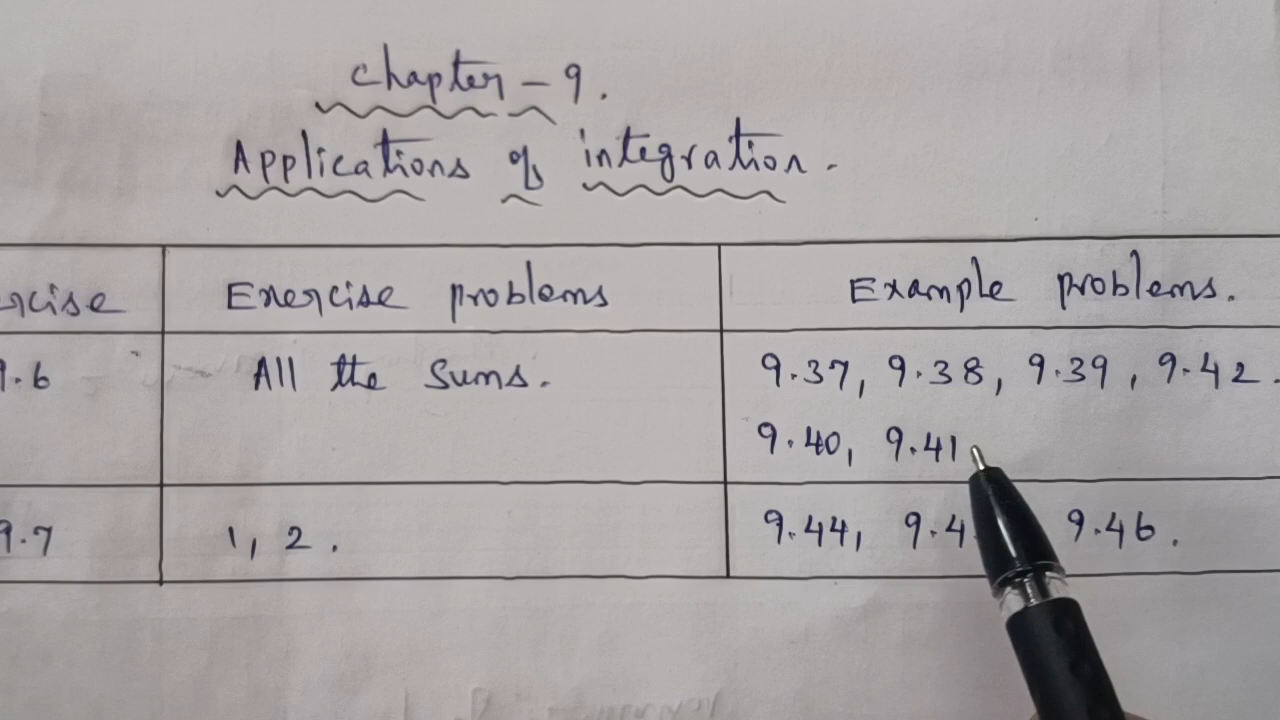 Chapter - 9.
Applications of integration.
Exercise problems Example problems.
9.6 All the Sums. 9.37, 9.38, 9.39, 9.42.
9.40, 9.41
9.7 1, 2. 9.44, 9.46.